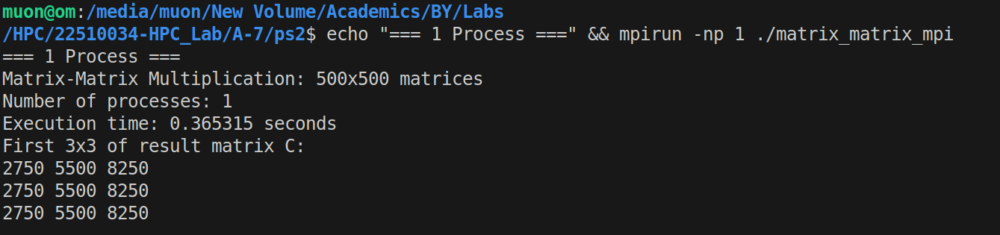 muon@om:/media/muon/New Volume/Academics/BY/Labs
/HPC/22510034-HPC_Lab/A-7/ps2$ echo "=== 1 Process ===" && mpirun -np 1 ./matrix_matrix_mpi
=== 1 Process ===
Matrix-Matrix Multiplication: 500x500 matrices
Number of processes: 1
Execution time: 0.365315 seconds
First 3x3 of result matrix C:
2750 5500 8250
2750 5500 8250
2750 5500 8250